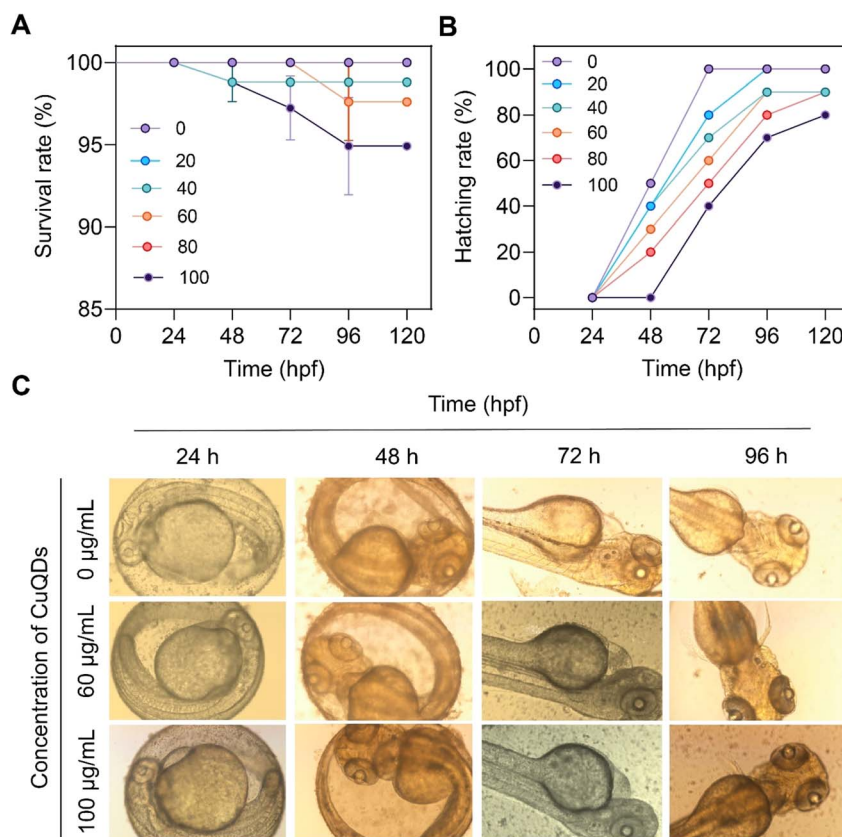 A
Survival rate (%)
100
95
90
85
0
20
40
60
80
100
0 24 48 72 96 120
Time (hpf)
B
Hatching rate (%)
100
80
60
40
20
0
0
20
40
60
80
100
0 24 48 72 96 120
Time (hpf)
C
Time (hpf)
24 h 48 h 72 h 96 h
Concentration of CuQDs
0 µg/mL
60 µg/mL
100 µg/mL